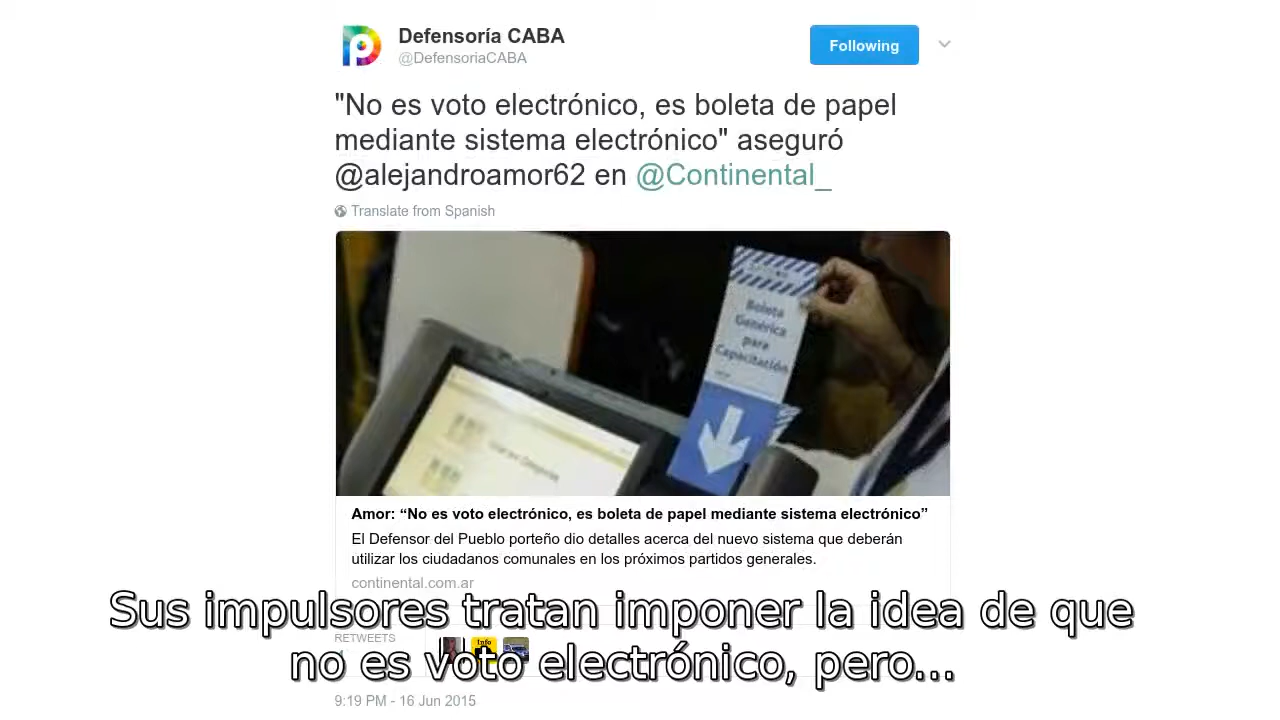 Defensoría CABA
@DefensoriaCABA
Following
"No es voto electrónico, es boleta de papel
mediante sistema electrónico" aseguró
@alejandroamor62 en @Continental_
Translate from Spanish
Boleta
Genérica
para
Capacitación
Amor: “No es voto electrónico, es boleta de papel mediante sistema electrónico”
El Defensor del Pueblo porteño dio detalles acerca del nuevo sistema que deberán
utilizar los ciudadanos comunales en los próximos partidos generales.
continental.com.ar
Sus impulsores tratan imponer la idea de que
RETWEETS
Info
no es voto electrónico, pero...
9:19 PM - 16 Jun 2015